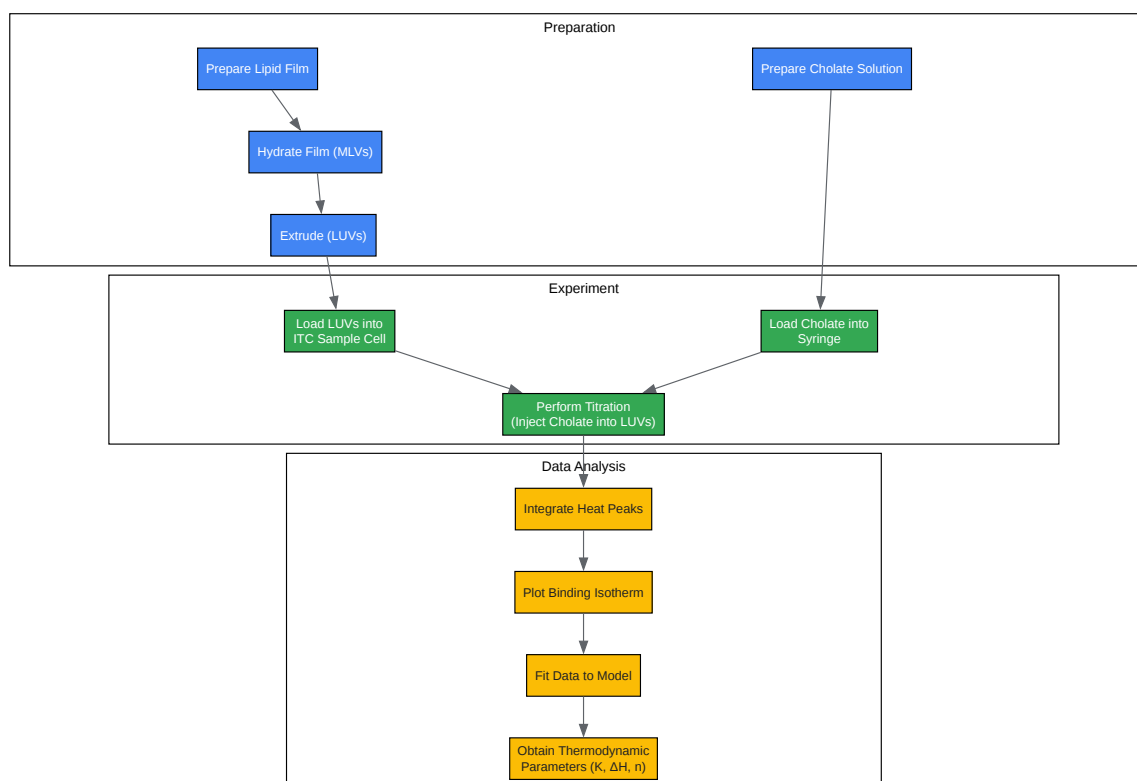 Preparation
Prepare Lipid Film
Prepare Cholate Solution
Hydrate Film (MLVs)
Extrude (LUVs)
Experiment
Load LUVs into
ITC Sample Cell
Load Cholate into
Syringe
Perform Titration
(Inject Cholate into LUVs)
Data Analysis
Integrate Heat Peaks
Plot Binding Isotherm
Fit Data to Model
Obtain Thermodynamic
Parameters (K, ΔH, n)